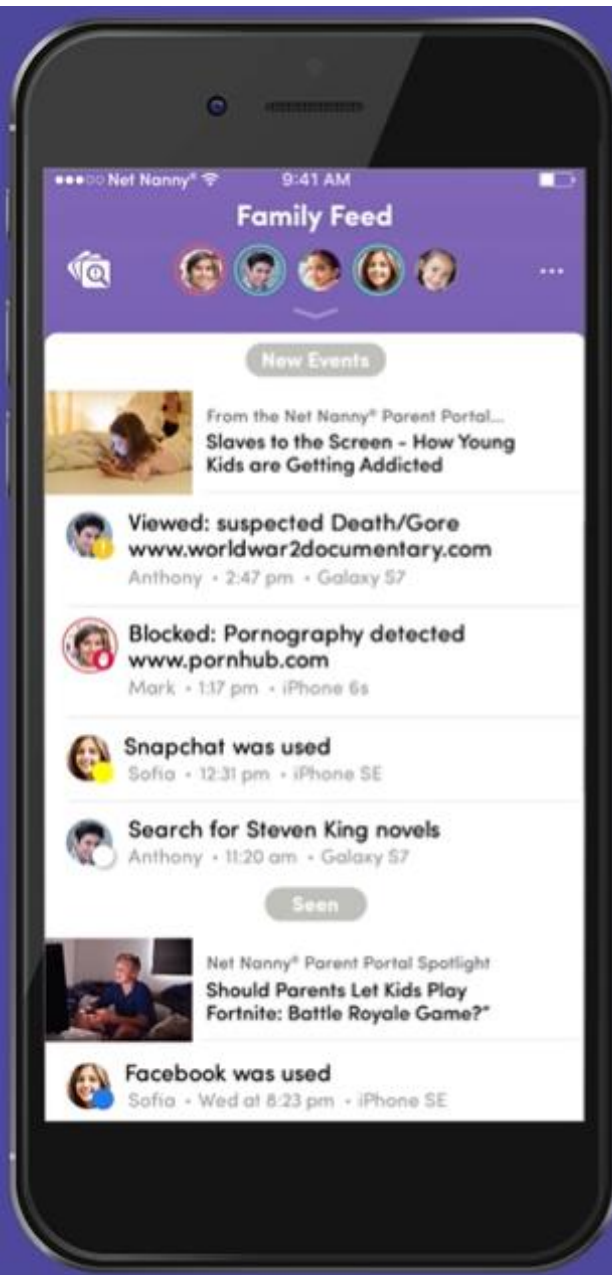 Net Nanny® 9:41 AM
Family Feed
New Events
From the Net Nanny® Parent Portal...
Slaves to the Screen - How Young
Kids are Getting Addicted
Viewed: suspected Death/Gore
www.worldwar2documentary.com
Anthony • 2:47 pm • Galaxy S7
Blocked: Pornography detected
www.pornhub.com
Mark • 1:17 pm • iPhone 6s
Snapchat was used
Sofia • 12:31 pm • iPhone SE
Search for Steven King novels
Anthony • 11:20 am • Galaxy S7
Seen
Net Nanny® Parent Portal Spotlight
Should Parents Let Kids Play
Fortnite: Battle Royale Game?"
Facebook was used
Sofia • Wed at 8:23 pm • iPhone SE